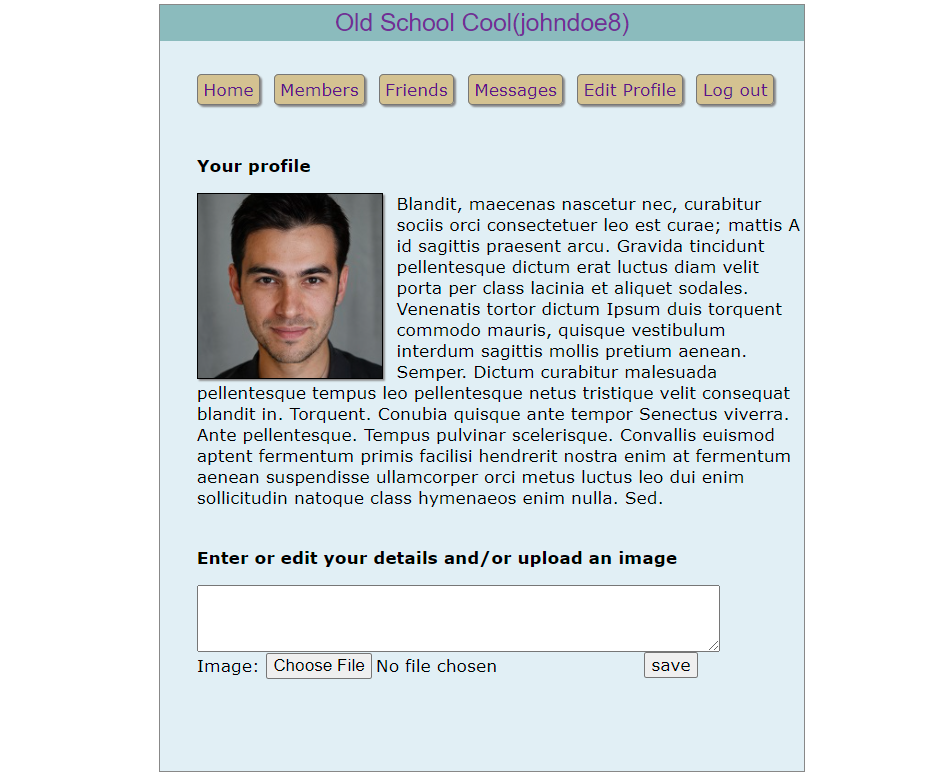 Old School Cool(johndoe8)
Home Members Friends Messages Edit Profile Log out
Your profile
Blandit, maecenas nascetur nec, curabitur
sociis orci consectetuer leo est curae; mattis A
id sagittis praesent arcu. Gravida tincidunt
pellentesque dictum erat luctus diam velit
porta per class lacinia et aliquet sodales.
Venenatis tortor dictum Ipsum duis torquent
commodo mauris, quisque vestibulum
interdum sagittis mollis pretium aenean.
Semper. Dictum curabitur malesuada
pellentesque tempus leo pellentesque netus tristique velit consequat
blandit in. Torquent. Conubia quisque ante tempor Senectus viverra.
Ante pellentesque. Tempus pulvinar scelerisque. Convallis euismod
aptent fermentum primis facilisi hendrerit nostra enim at fermentum
aenean suspendisse ullamcorper orci metus luctus leo dui enim
sollicitudin natoque class hymenaeos enim nulla. Sed.
Enter or edit your details and/or upload an image
Image: Choose File No file chosen save